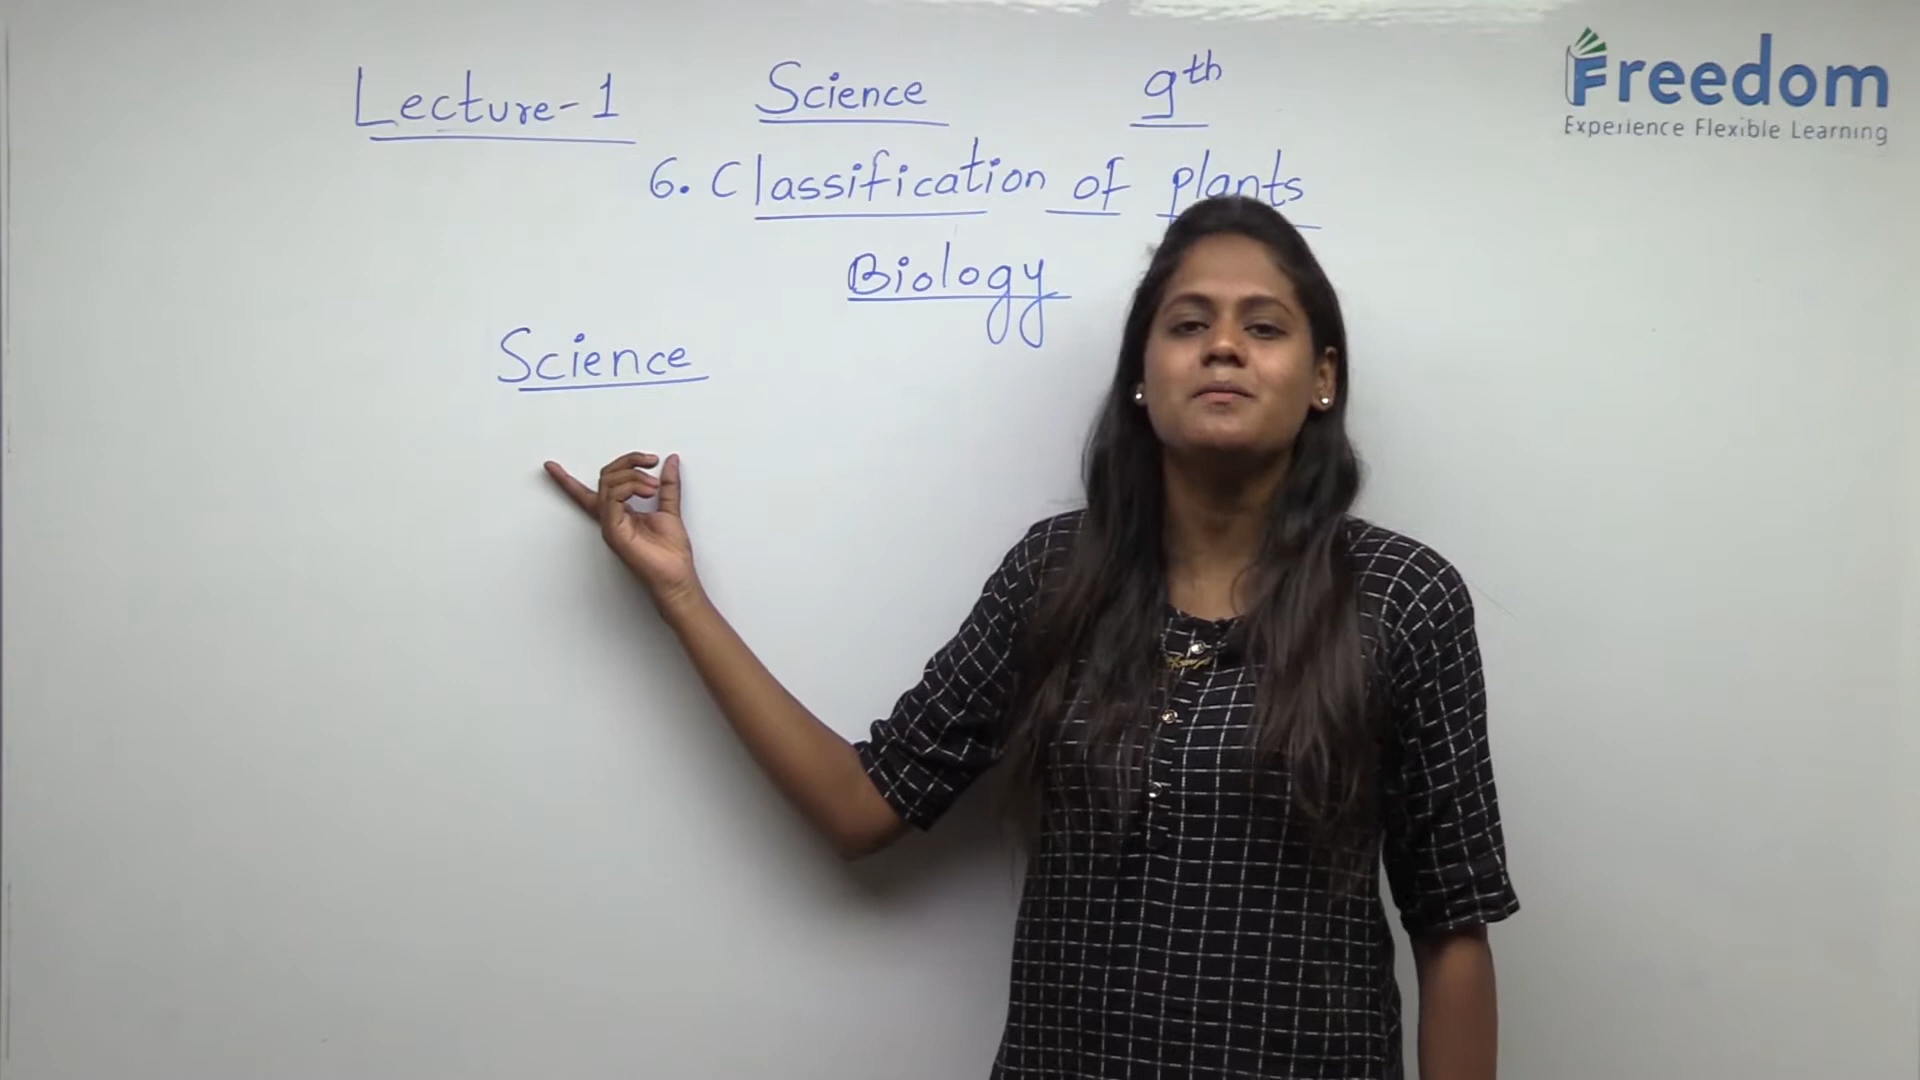 Lecture-1 Science 9th
Freedom
Experience Flexible Learning
6. Classification of plants
Biology
Science